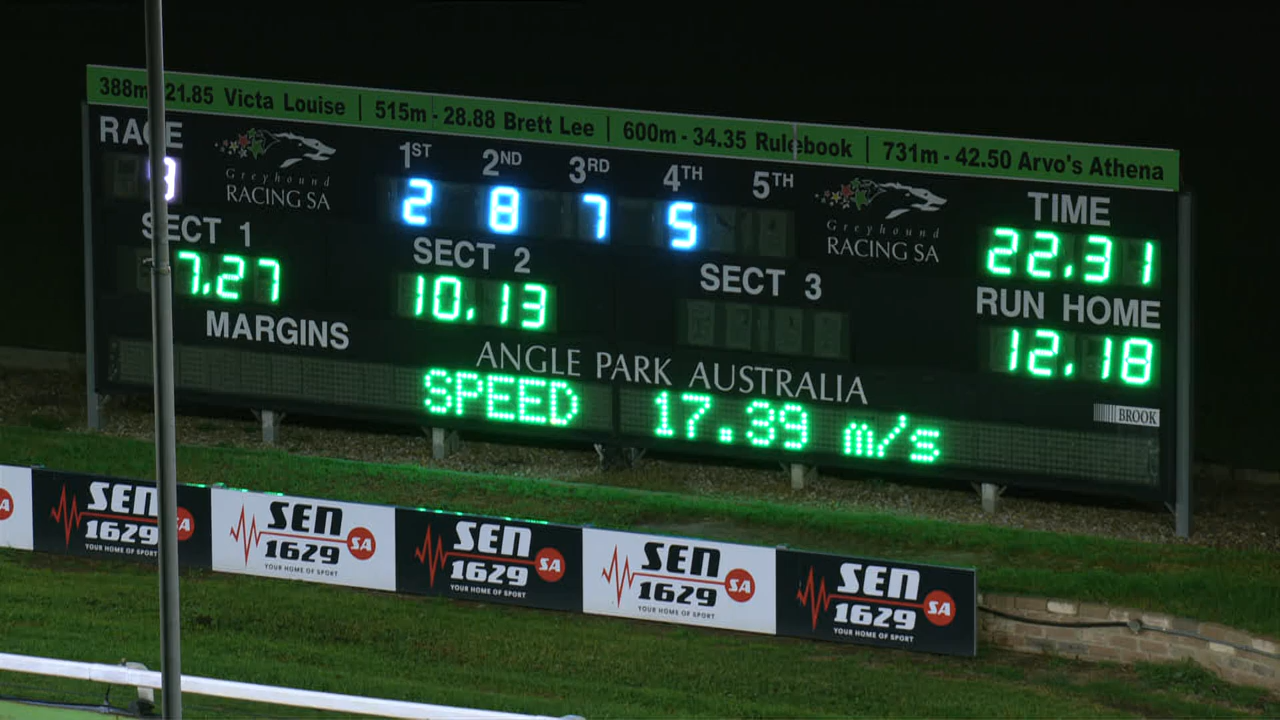 388m 21.85 Victa Louise | 515m - 28.88 Brett Lee | 600m - 34.35 Rulebook | 731m - 42.50 Arvo's Athena
RACE
Greyhound
RACING SA
1ST 2ND 3RD 4TH 5TH
2 8 7 5
Greyhound
RACING SA
TIME
22.31
SECT 1
7.27
SECT 2
10.13
SECT 3
RUN HOME
12.18
MARGINS
ANGLE PARK AUSTRALIA
SPEED 17.39 m/s
BROOK
SEN
1629 SA
YOUR HOME OF SPORT
SEN
1629 SA
YOUR HOME OF SPORT
SEN
1629 SA
YOUR HOME OF SPORT
SEN
1629 SA
YOUR HOME OF SPORT
SEN
1629 SA
YOUR HOME OF SPORT